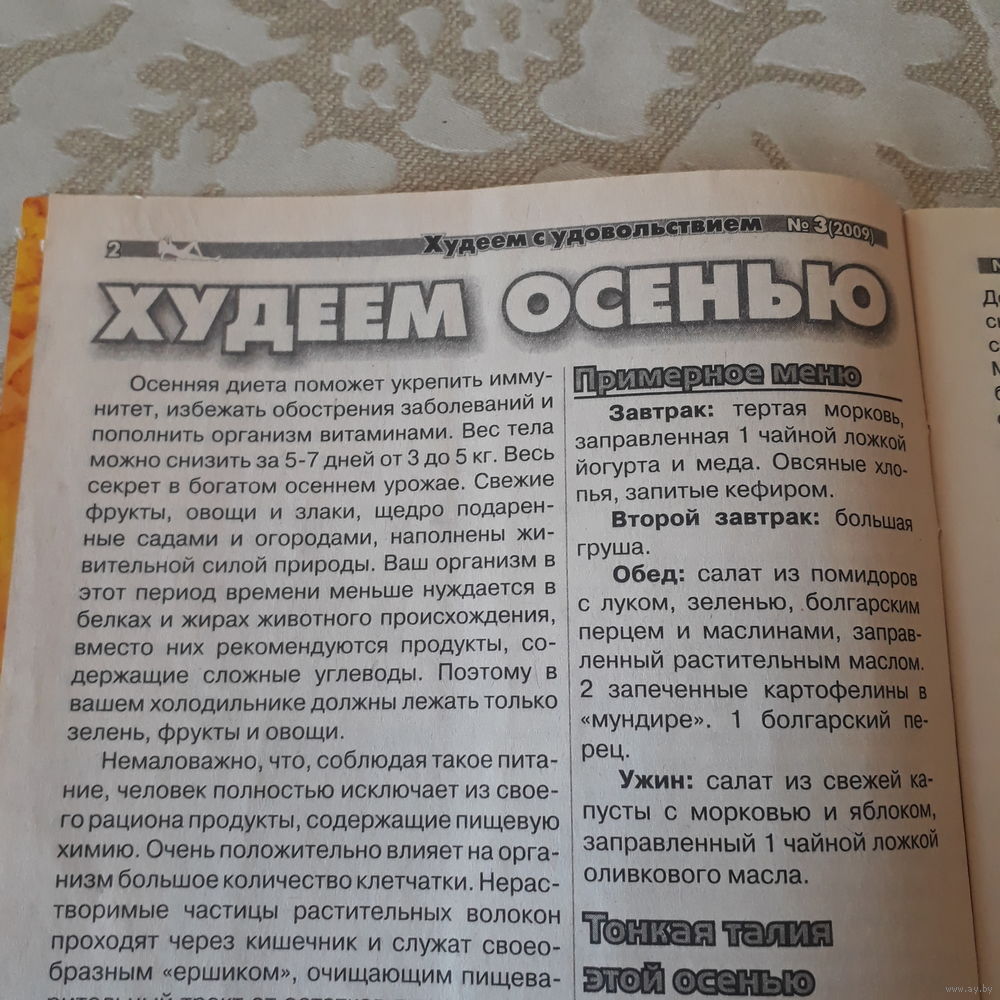 2
Худеем с удовольствием № 3(2009)
ХУДЕЕМ ОСЕНЬЮ
Осенняя диета поможет укрепить имму-
нитет, избежать обострения заболеваний и
пополнить организм витаминами. Вес тела
можно снизить за 5-7 дней от 3 до 5 кг. Весь
секрет в богатом осеннем урожае. Свежие
фрукты, овощи и злаки, щедро подарен-
ные садами и огородами, наполнены жи-
вительной силой природы. Ваш организм в
этот период времени меньше нуждается в
белках и жирах животного происхождения,
вместо них рекомендуются продукты, со-
держащие сложные углеводы. Поэтому в
вашем холодильнике должны лежать только
зелень, фрукты и овощи.
Немаловажно, что, соблюдая такое пита-
ние, человек полностью исключает из свое-
го рациона продукты, содержащие пищевую
химию. Очень положительно влияет на орга-
низм большое количество клетчатки. Нерас-
творимые частицы растительных волокон
проходят через кишечник и служат своео-
бразным «ершиком», очищающим пищева-
Примерное меню
Завтрак: тертая морковь,
заправленная 1 чайной ложкой
йогурта и меда. Овсяные хло-
пья, запитые кефиром.
Второй завтрак: большая
груша.
Обед: салат из помидоров
с луком, зеленью, болгарским
перцем и маслинами, заправ-
ленный растительным маслом.
2 запеченные картофелины в
«мундире». 1 болгарский пе-
рец.
Ужин: салат из свежей ка-
пусты с морковью и яблоком,
заправленный 1 чайной ложкой
оливкового масла.
Тонкая талия
этой осенью
www.ay.by